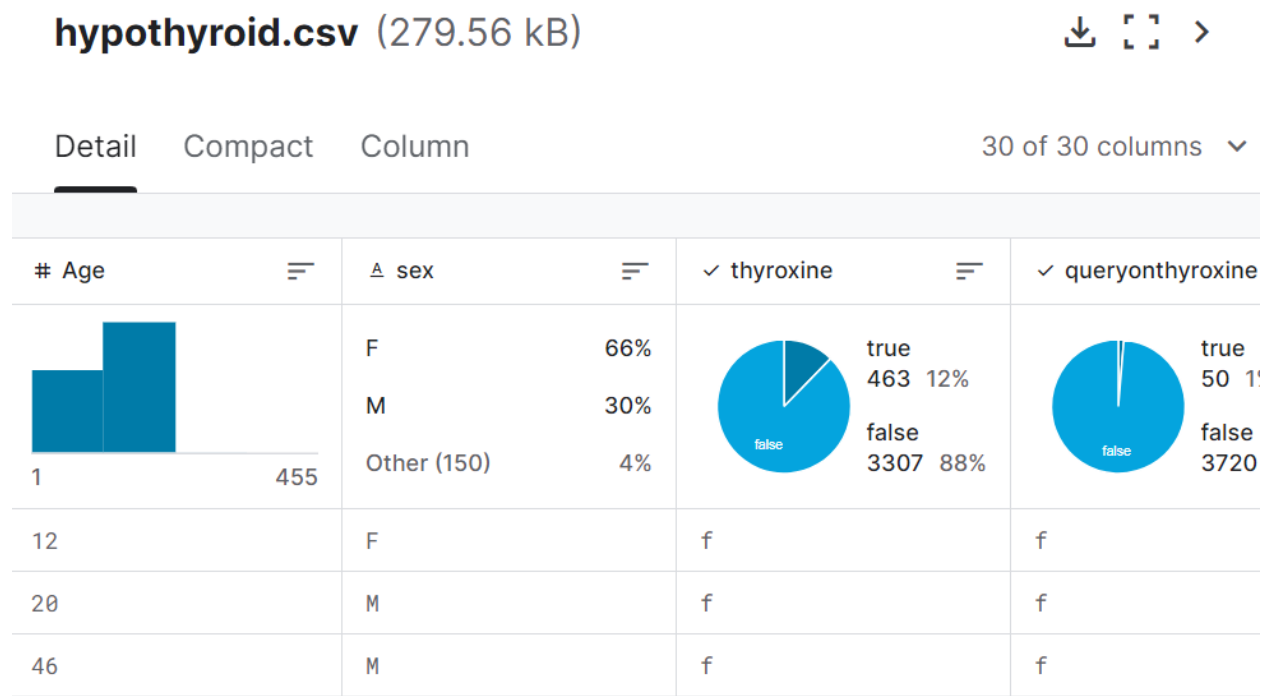 hypothyroid.csv (279.56 kB)
Detail Compact Column 30 of 30 columns
# Age A sex thyroxine queryonthyroxine
F 66%
M 30%
Other (150) 4%
1 455
true
463 12%
false
3307 88%
false
true
50 1
false
3720
false
12 F f f
20 M f f
46 M f f